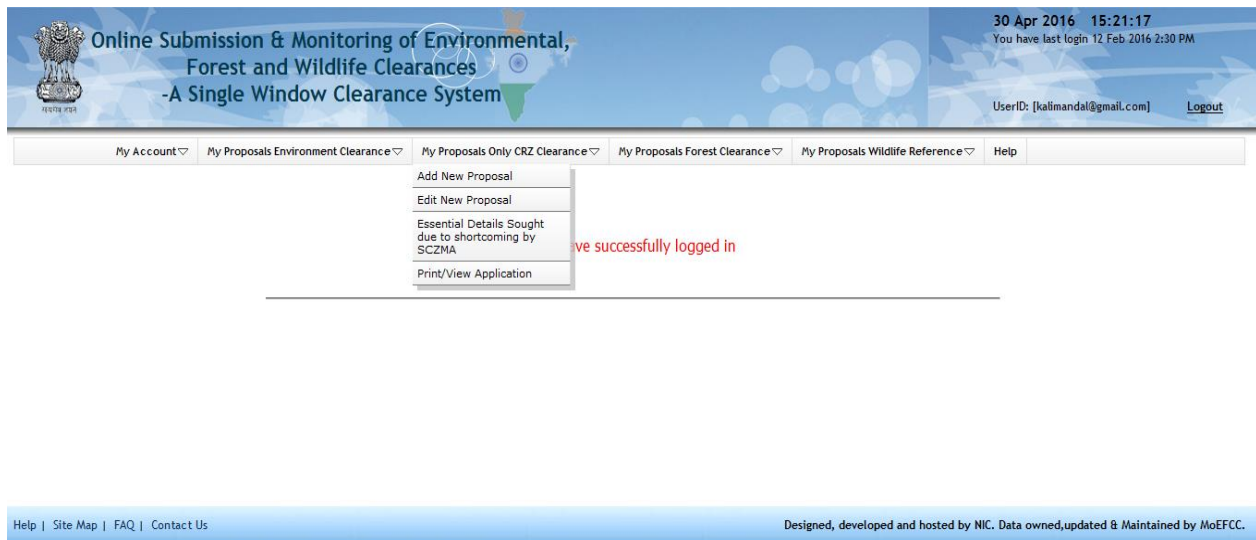 30 Apr 2016 15:21:17
You have last login 12 Feb 2016 2:30 PM
Online Submission & Monitoring of Environmental,
Forest and Wildlife Clearances
-A Single Window Clearance System
सत्यमेव जयते
UserID: [kalimandal@gmail.com] Logout
My Account My Proposals Environment Clearance My Proposals Only CRZ Clearance My Proposals Forest Clearance My Proposals Wildlife Reference Help
Add New Proposal
Edit New Proposal
Essential Details Sought
due to shortcoming by
SCZMA
ve successfully logged in
Print/View Application
Help | Site Map | FAQ | Contact Us
Designed, developed and hosted by NIC. Data owned,updated & Maintained by MoEFCC.